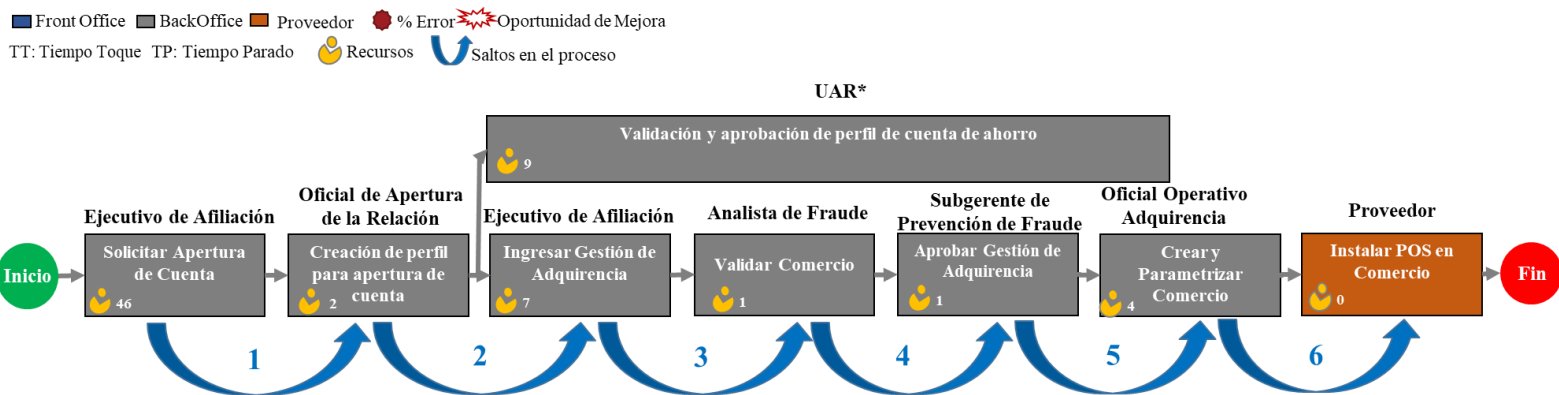 Front Office BackOffice Proveedor % Error Oportunidad de Mejora
TT: Tiempo Toque TP: Tiempo Parado Recursos Saltos en el proceso
UAR*
Validación y aprobación de perfil de cuenta de ahorro
9
Ejecutivo de Afiliación
Oficial de Apertura
de la Relación
Ejecutivo de Afiliación
Analista de Fraude
Subgerente de
Prevención de Fraude
Oficial Operativo
Adquirencia
Proveedor
Inicio
Solicitar Apertura
de Cuenta
46
Creación de perfil
para apertura de
cuenta
2
Ingresar Gestión de
Adquirencia
7
Validar Comercio
1
Aprobar Gestión de
Adquirencia
1
Crear y
Parametrizar
Comercio
4
Instalar POS en
Comercio
0
Fin
1
2
3
4
5
6